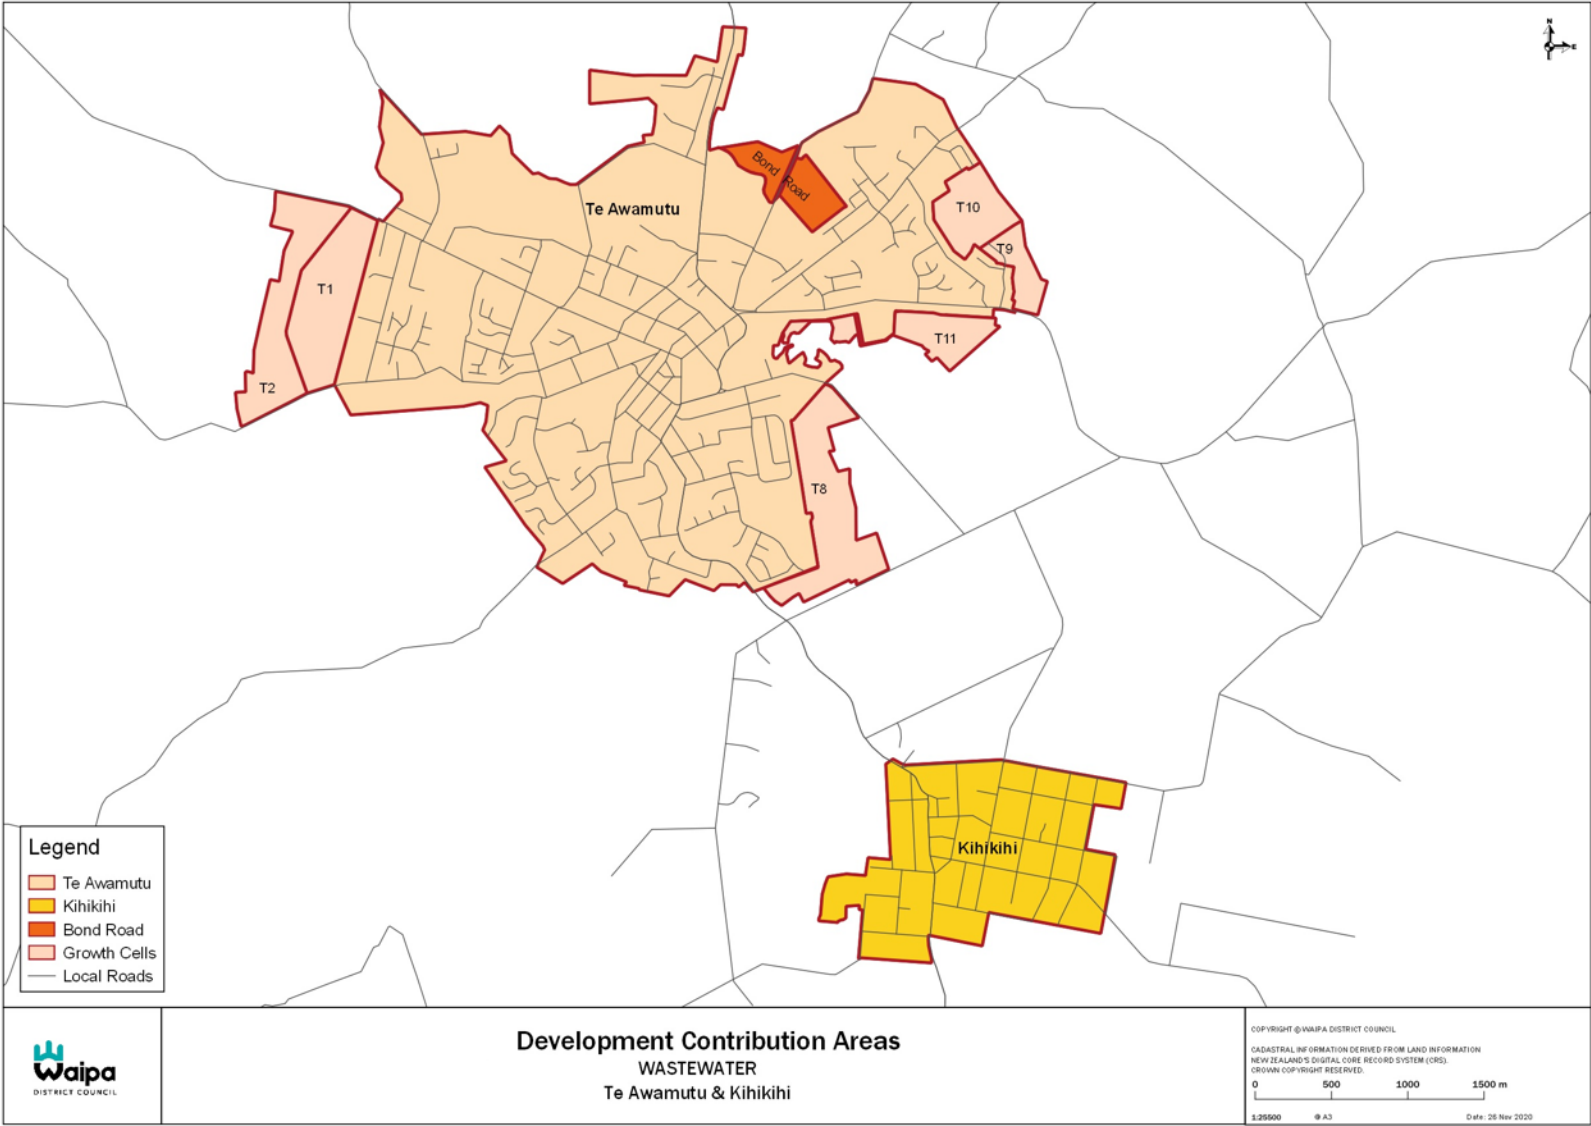 N
E
Bond Road
Te Awamutu
T10
T9
T1
T11
T2
T8
Kihikihi
Legend
Te Awamutu
Kihikihi
Bond Road
Growth Cells
Local Roads
Waipa
DISTRICT COUNCIL
Development Contribution Areas
WASTEWATER
Te Awamutu & Kihikihi
COPYRIGHT © WAIPA DISTRICT COUNCIL
CADASTRAL INFORMATION DERIVED FROM LAND INFORMATION
NEW ZEALAND'S DIGITAL CORE RECORD SYSTEM (CRS).
CROWN COPYRIGHT RESERVED.
0 500 1000 1500 m
1:25500 @ A3 Date: 26 Nov 2020